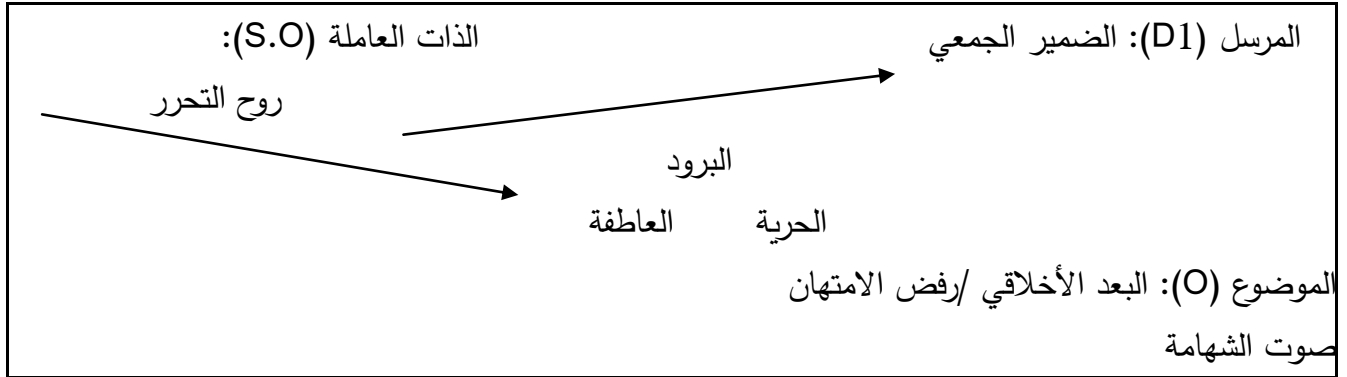 المرسل (D1): الضمير الجمعي الذات العاملة (S.O):
روح التحرر
البرود
الحرية العاطفة
الموضوع (O): البعد الأخلاقي /رفض الامتهان
صوت الشهامة